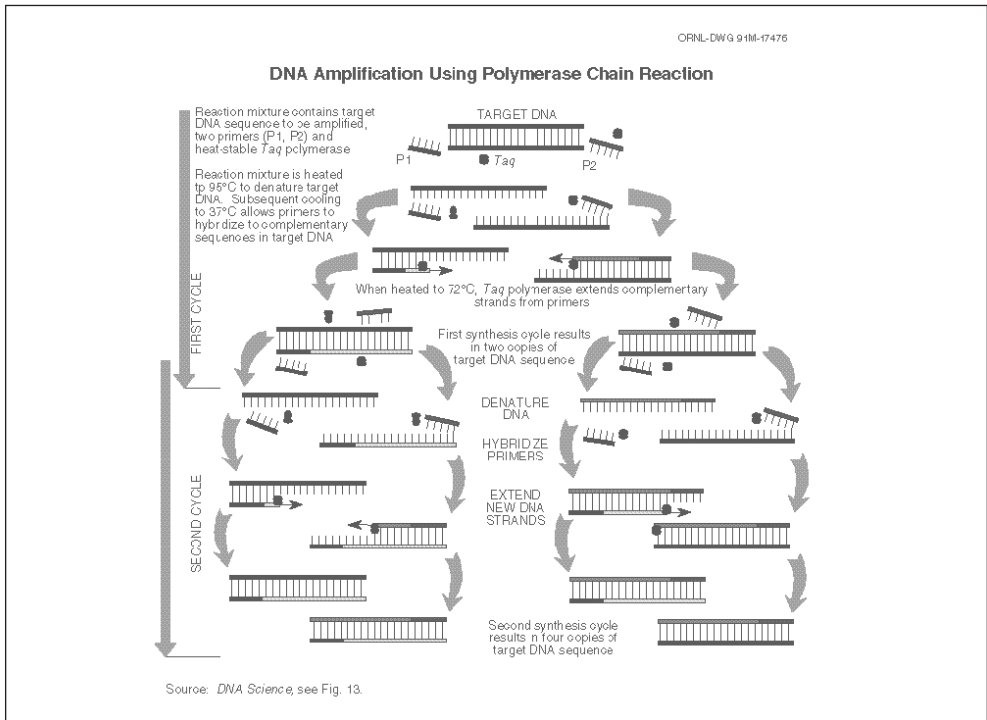 ORNL-DWG 91M-17476
DNA Amplification Using Polymerase Chain Reaction
Reaction mixture contains target
DNA sequence to be amplified,
two primers (P1, P2) and
heat-stable Taq polymerase
TARGET DNA
P1
Taq
P2
Reaction mixture is heated
tp 95°C to denature target
DNA. Subsequent cooling
to 37°C allows primers to
hybridize to complementary
sequences in target DNA
When heated to 72°C, Taq polymerase extends complementary
strands from primers
FIRST CYCLE
First synthesis cycle results
in two copies of
target DNA sequence
DENATURE
DNA
HYBRIDIZE
PRIMERS
EXTEND
NEW DNA
STRANDS
SECOND CYCLE
Second synthesis cycle
results in four copies of
target DNA sequence
Source: DNA Science, see Fig. 13.